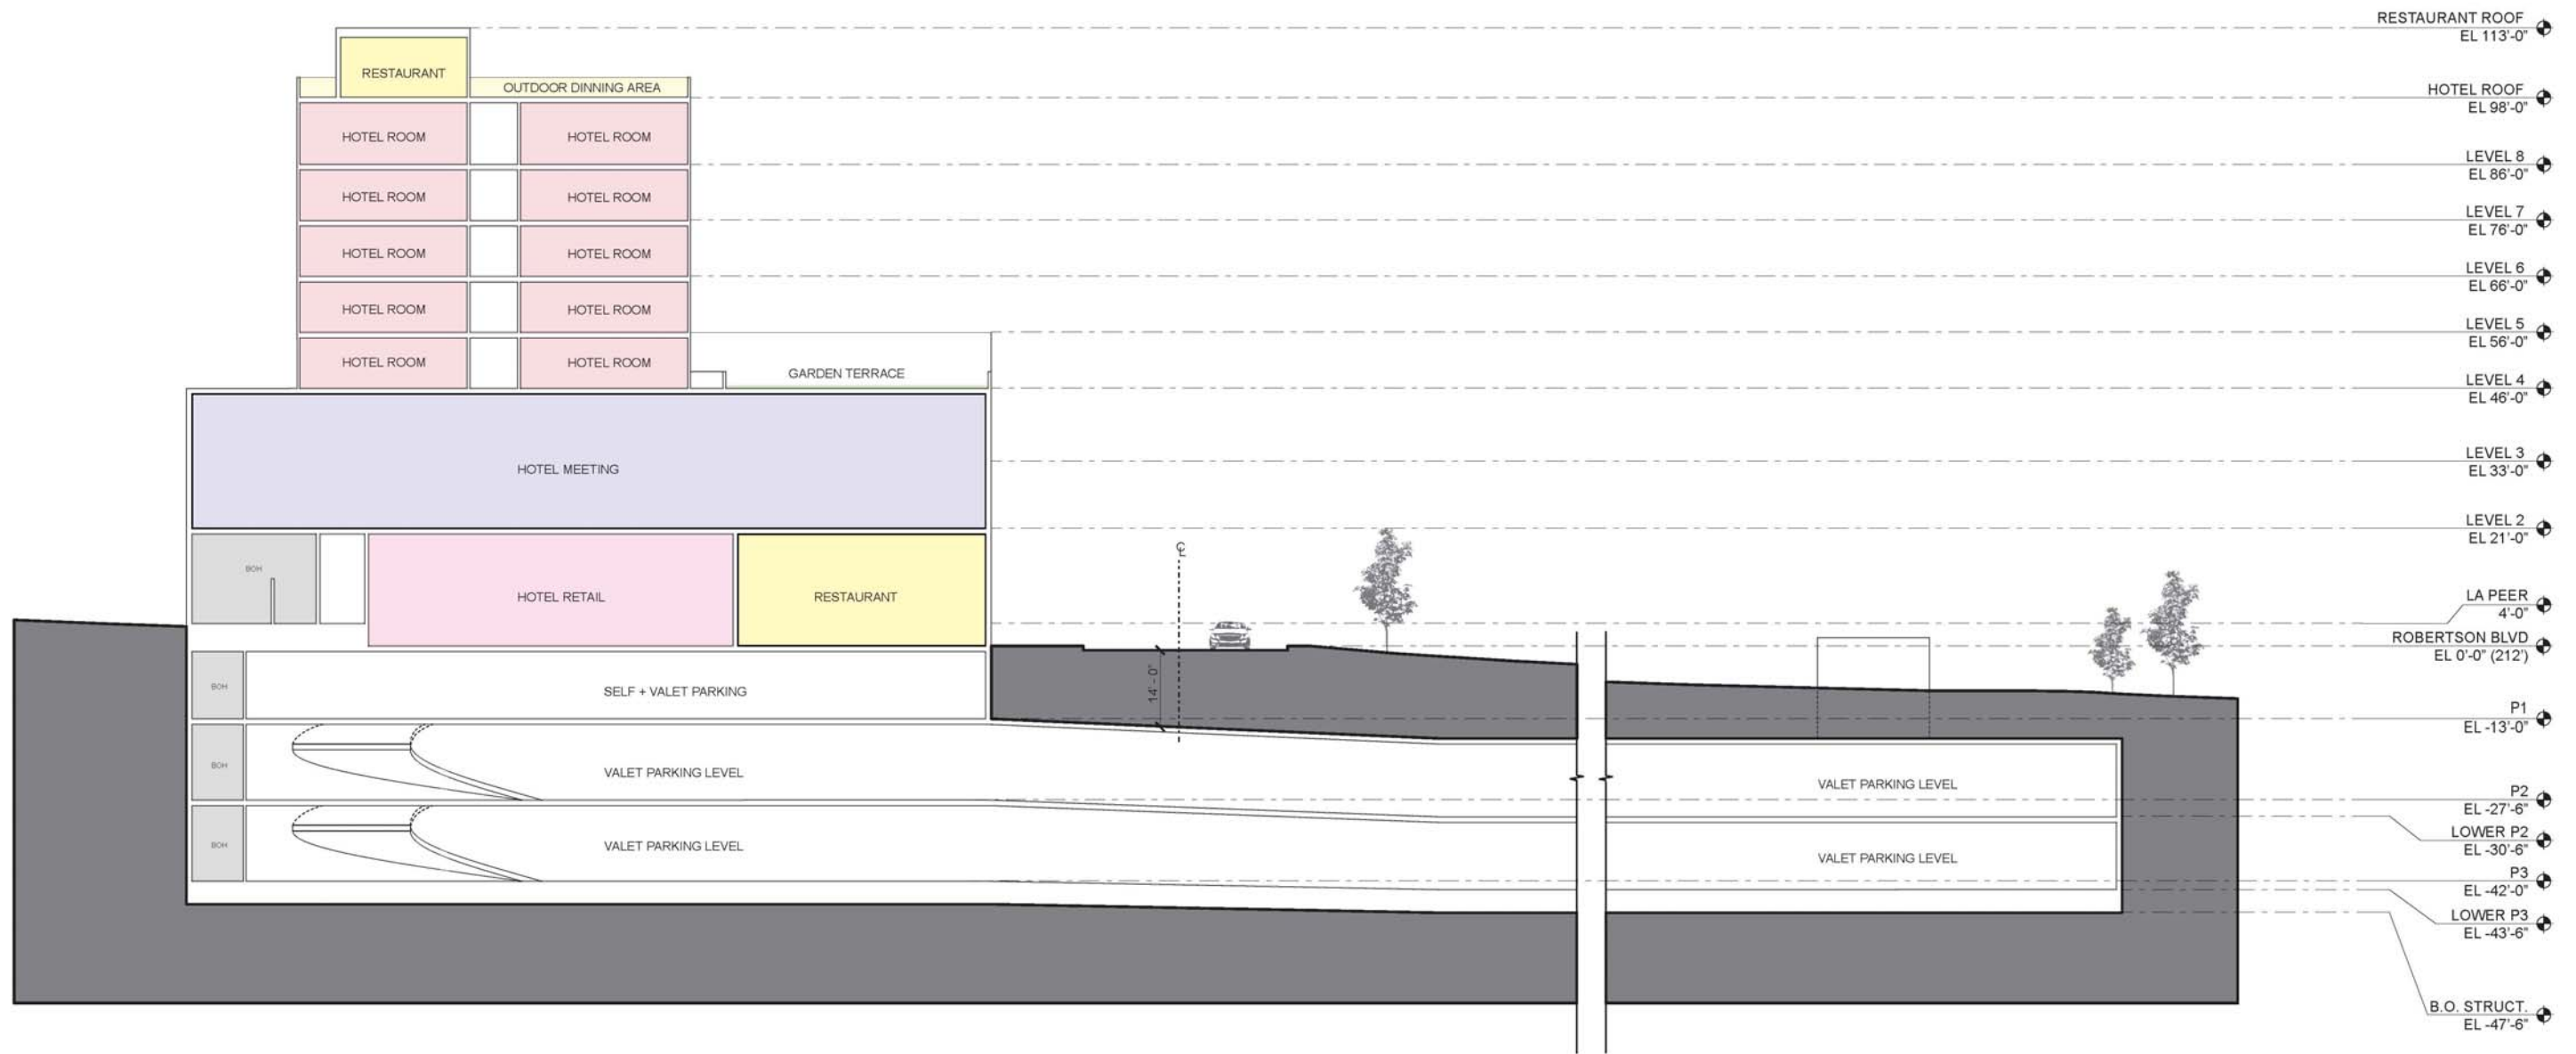 RESTAURANT ROOF
EL 113'-0"
RESTAURANT
OUTDOOR DINNING AREA
HOTEL ROOF
EL 98'-0"
HOTEL ROOM
HOTEL ROOM
LEVEL 8
EL 86'-0"
HOTEL ROOM
HOTEL ROOM
LEVEL 7
EL 76'-0"
HOTEL ROOM
HOTEL ROOM
LEVEL 6
EL 66'-0"
HOTEL ROOM
HOTEL ROOM
LEVEL 5
EL 56'-0"
HOTEL ROOM
HOTEL ROOM
GARDEN TERRACE
LEVEL 4
EL 46'-0"
HOTEL MEETING
LEVEL 3
EL 33'-0"
LEVEL 2
EL 21'-0"
℄
BOH
HOTEL RETAIL
RESTAURANT
LA PEER
4'-0"
ROBERTSON BLVD
EL 0'-0" (212')
BOH
SELF + VALET PARKING
14' - 0"
P1
EL -13'-0"
BOH
VALET PARKING LEVEL
VALET PARKING LEVEL
P2
EL -27'-6"
LOWER P2
EL -30'-6"
BOH
VALET PARKING LEVEL
VALET PARKING LEVEL
P3
EL -42'-0"
LOWER P3
EL -43'-6"
B.O. STRUCT.
EL -47'-6"